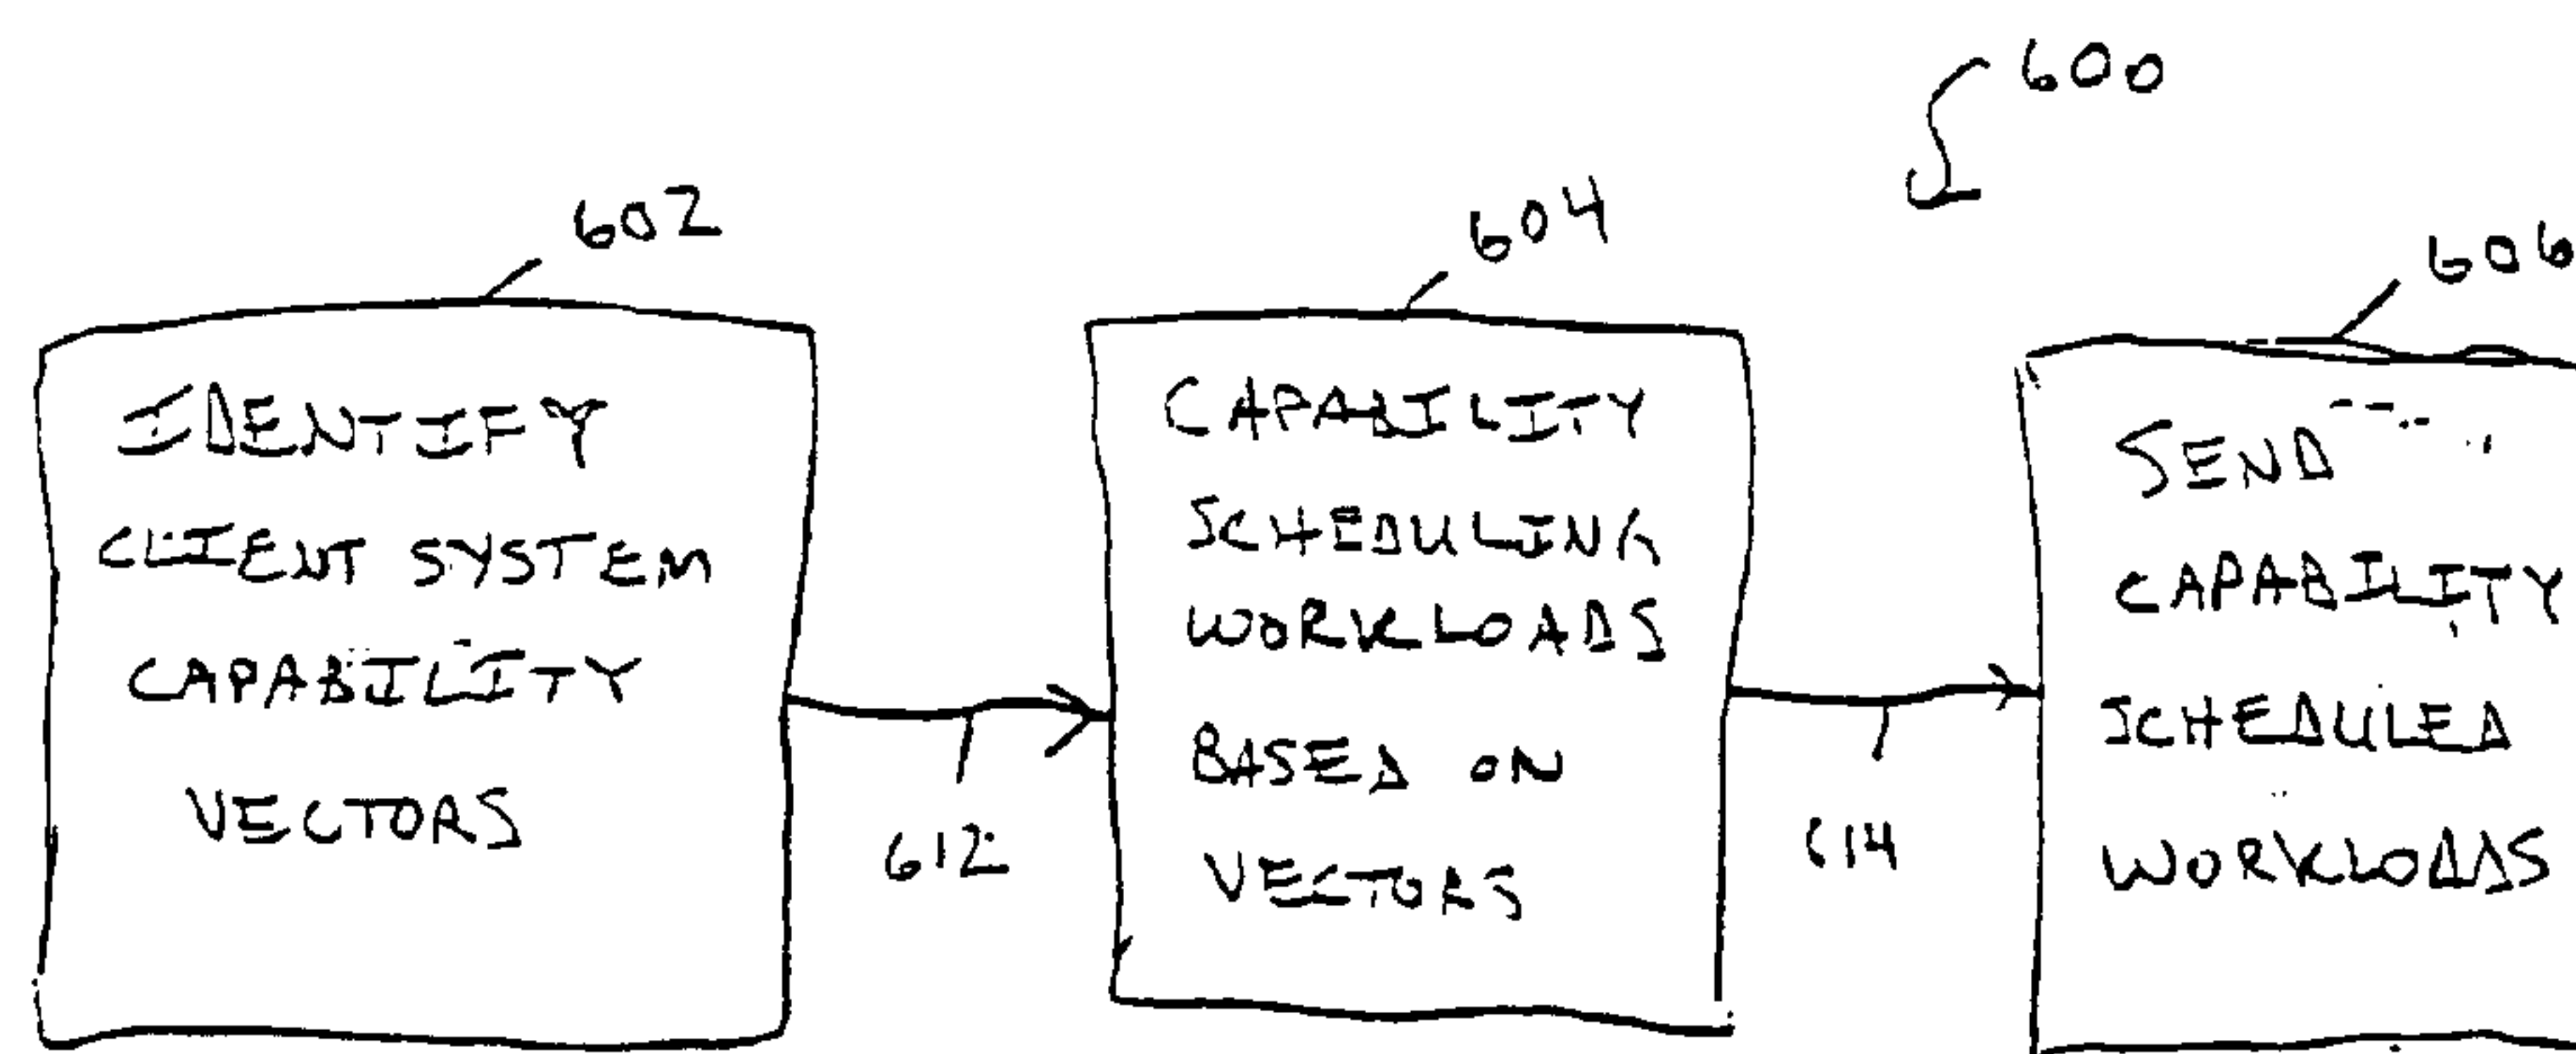 600
602
604
606
IDENTIFY
CLIENT SYSTEM
CAPABILITY
VECTORS
612
CAPABILITY
SCHEDULING
WORKLOADS
BASED ON
VECTORS
614
SEND
CAPABILITY
SCHEDULED
WORKLOADS